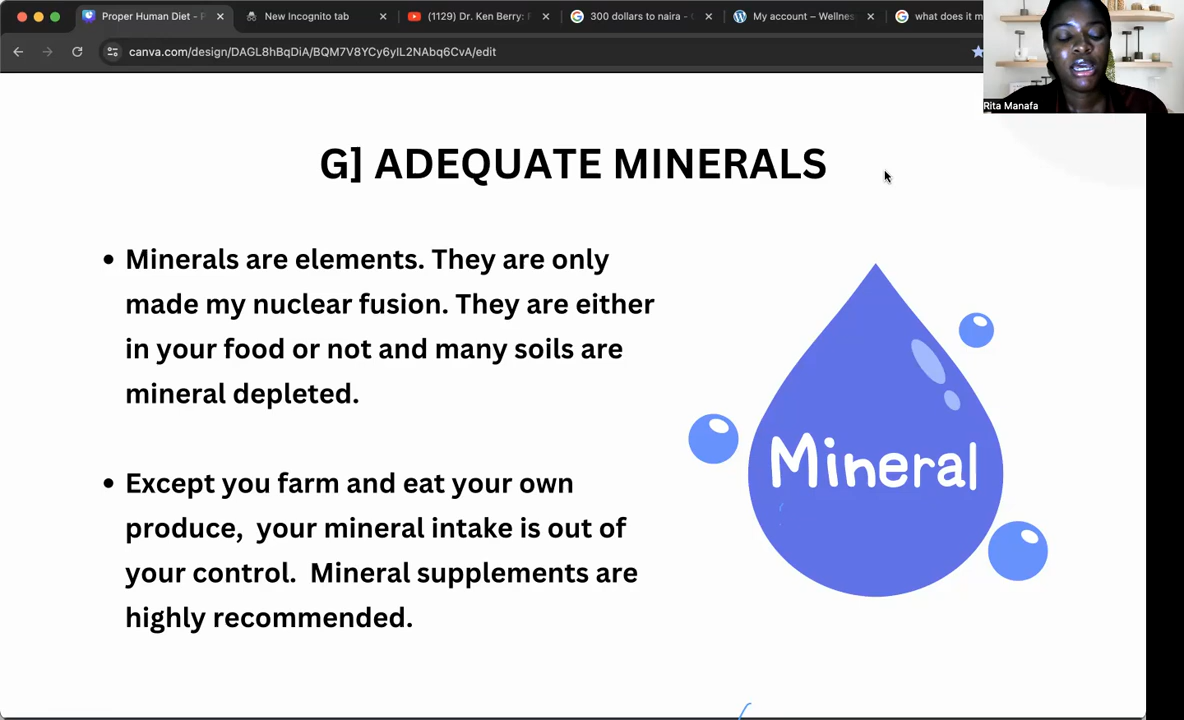 Proper Human Diet - P
New Incognito tab
(1129) Dr. Ken Berry:
300 dollars to naira -
My account – Wellnes
what does it m
canva.com/design/DAGL8hBqDiA/BQM7V8YCy6ylL2NAbq6CvA/edit
Rita Manafa
G] ADEQUATE MINERALS
• Minerals are elements. They are only
made my nuclear fusion. They are either
in your food or not and many soils are
mineral depleted.
• Except you farm and eat your own
produce, your mineral intake is out of
your control. Mineral supplements are
highly recommended.
Mineral